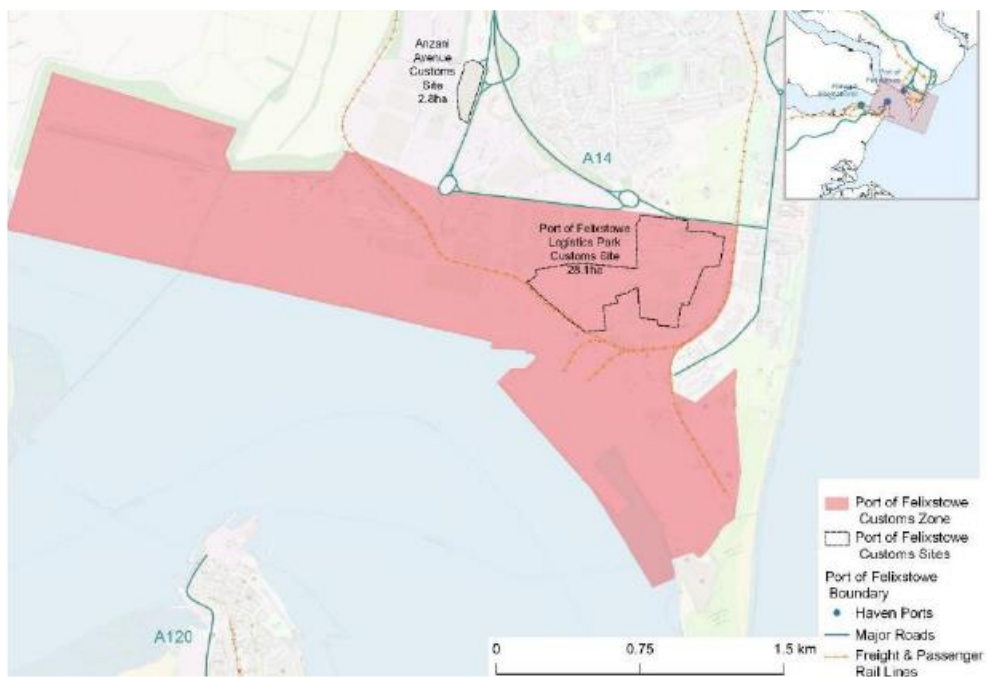 Anzani
Avenue
Customs
Site
2.8ha
A14
Port of Felixstowe
Logistics Park
Customs Site
28.1ha
A120
Port of
Port of Felixstowe
Customs Zone
Port of Felixstowe
Customs Sites
Port of Felixstowe
Boundary
Haven Ports
Major Roads
Freight & Passenger
Rail Lines
0 0.75 1.5 km